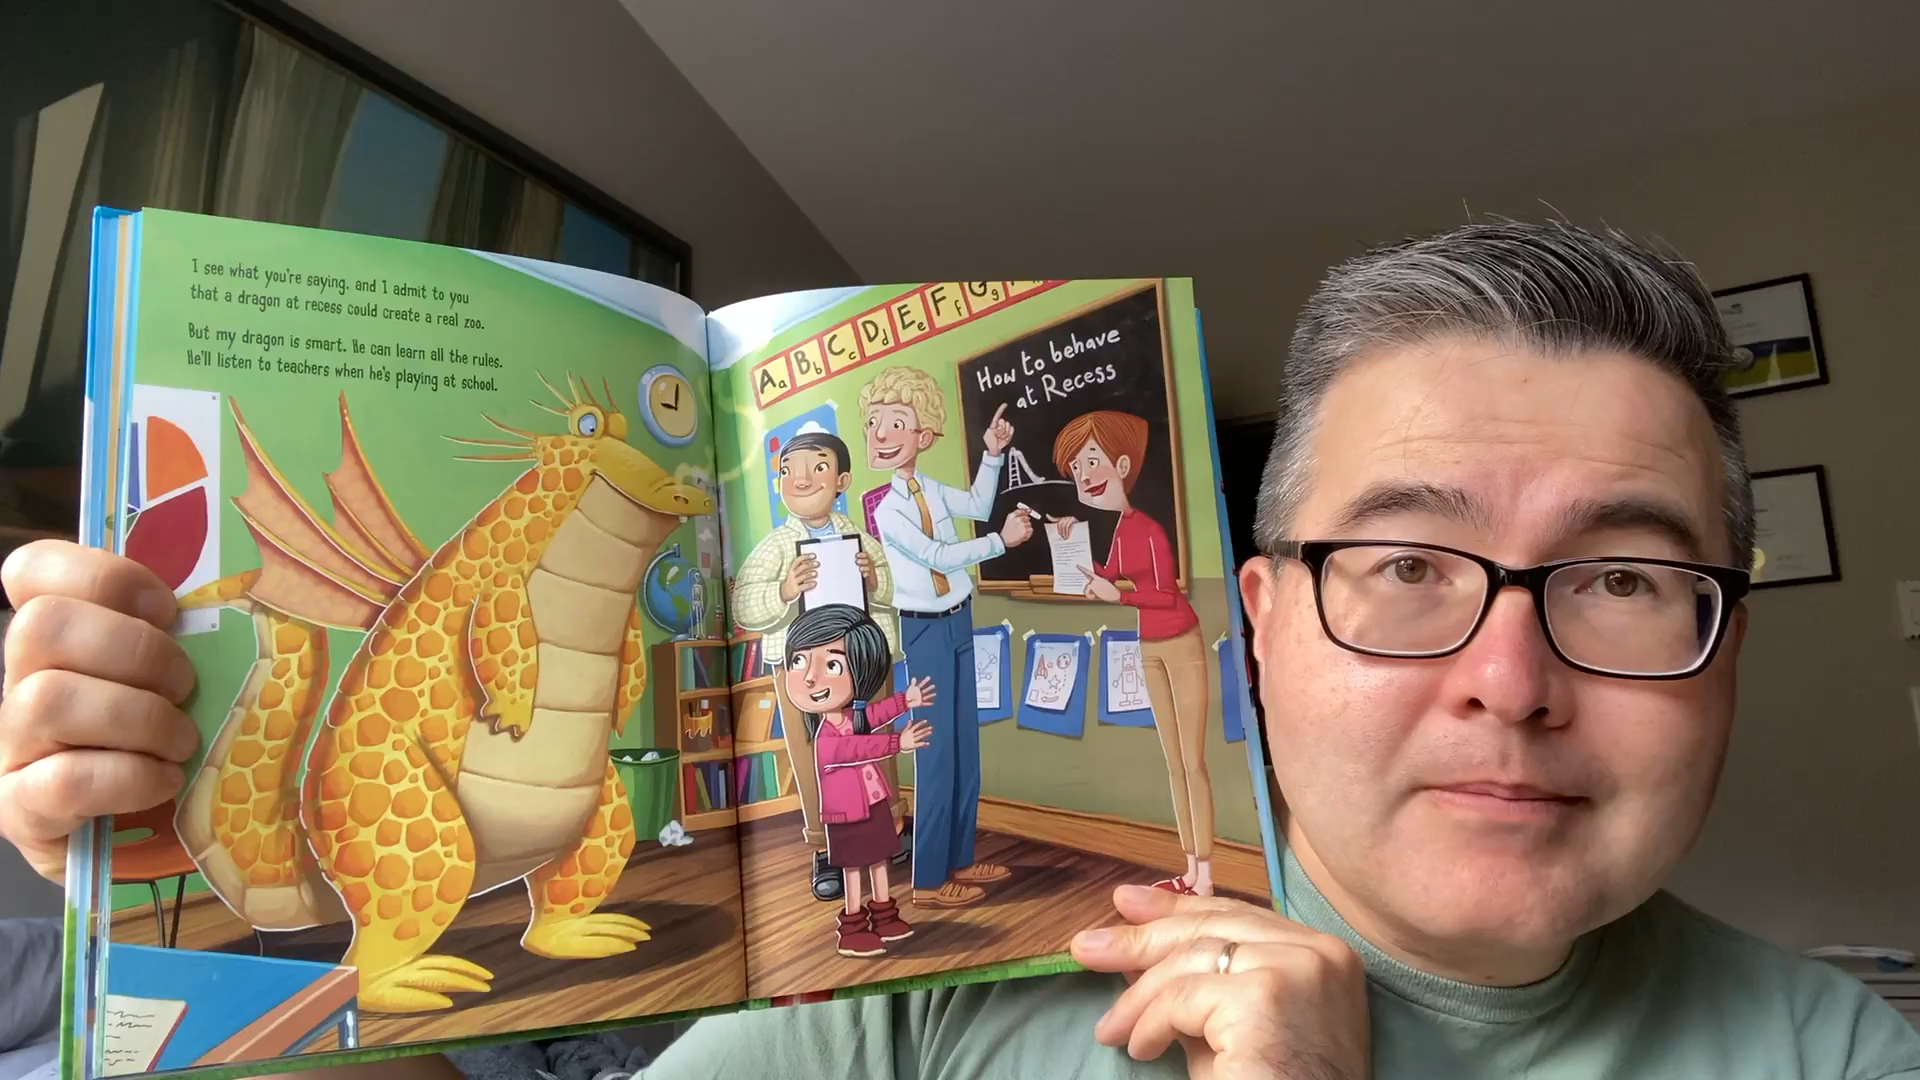 I see what you're saying, and I admit to you
that a dragon at recess could create a real zoo.
But my dragon is smart. He can learn all the rules.
He'll listen to teachers when he's playing at school.
Aa Bb Cc Dd Ee Ff Gg
How to behave
at Recess